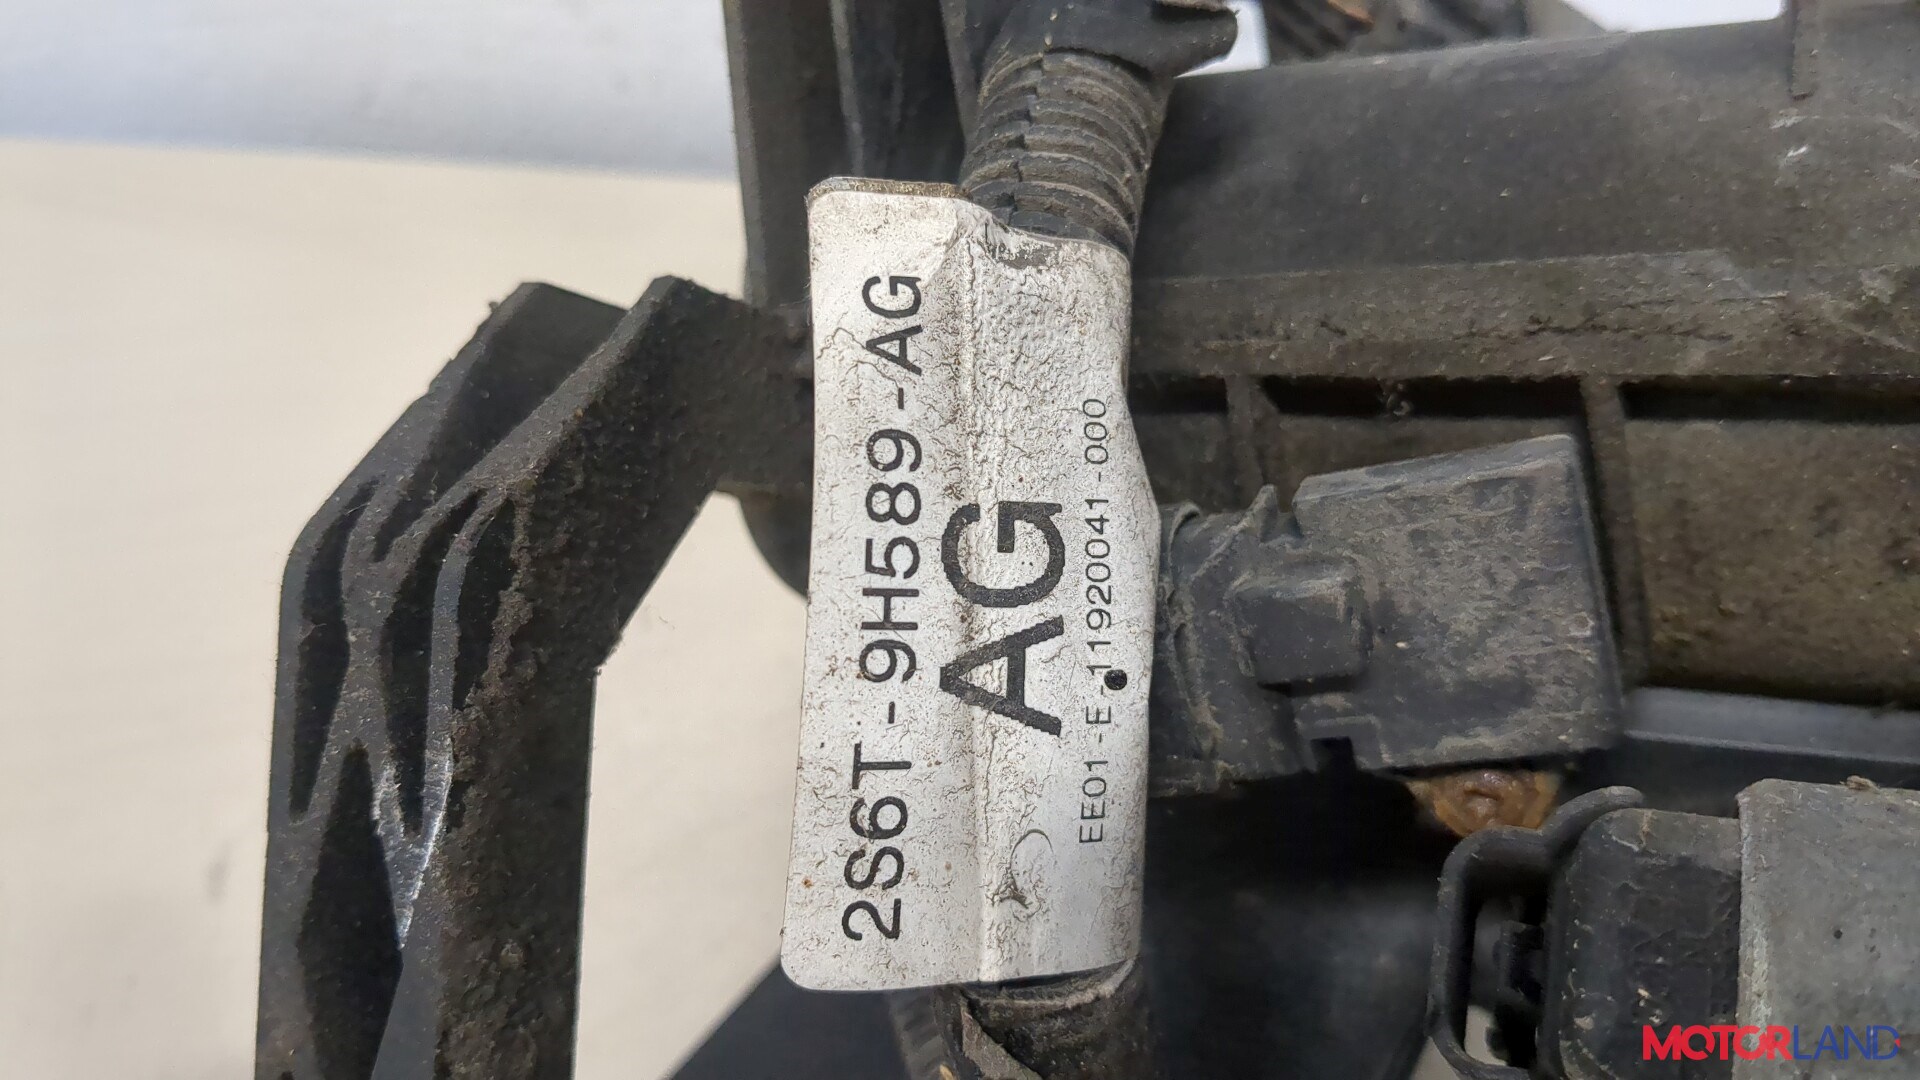 2S6T-9H589-AG
AG
EE01-E-11920041-000
MOTORLAND